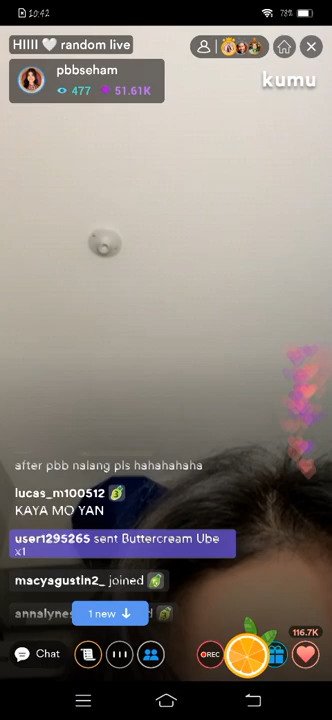 10:42
78%
HIIII 🤍 random live
pbbseham
477 51.61K
kumu
after pbb nalang pls hahahahaha
lucas_m100512
KAYA MO YAN
user1295265 sent Buttercream Ube
x1
macyagustin2_ joined
annalynes
1 new ↓
116.7K
Chat
REC